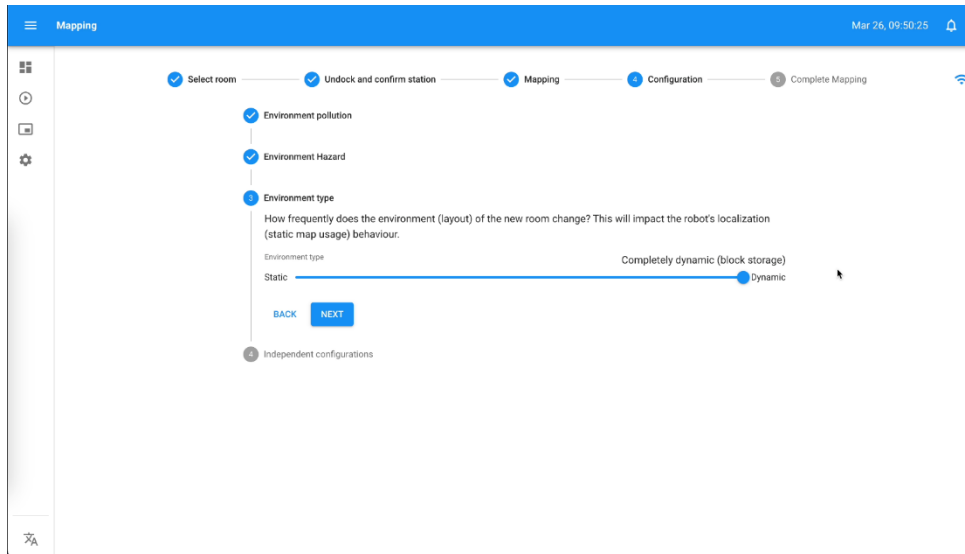 Mapping
Mar 26, 09:50:25
Select room
Undock and confirm station
Mapping
4
Configuration
5
Complete Mapping
Environment pollution
Environment Hazard
3
Environment type
How frequently does the environment (layout) of the new room change? This will impact the robot's localization
(static map usage) behaviour.
Environment type
Completely dynamic (block storage)
Static
Dynamic
BACK
NEXT
4
Independent configurations